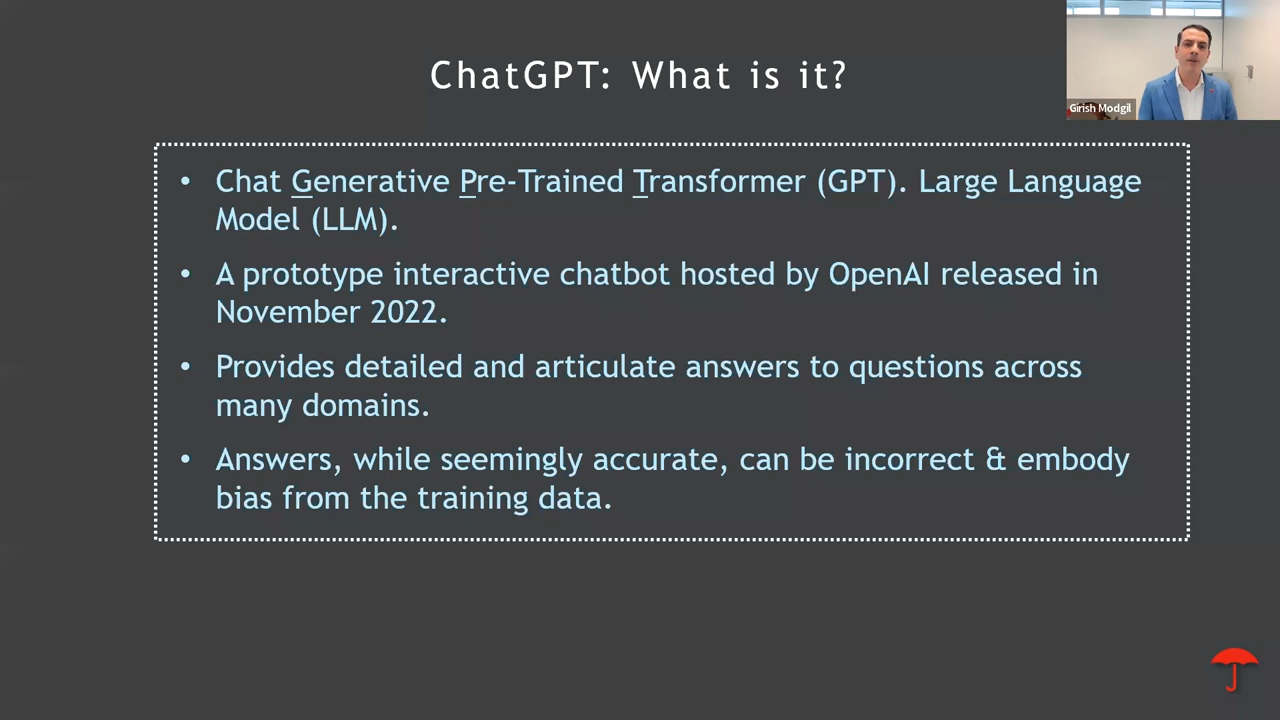 ChatGPT: What is it?
Girish Modgil
• Chat Generative Pre-Trained Transformer (GPT). Large Language
Model (LLM).
• A prototype interactive chatbot hosted by OpenAI released in
November 2022.
• Provides detailed and articulate answers to questions across
many domains.
• Answers, while seemingly accurate, can be incorrect & embody
bias from the training data.